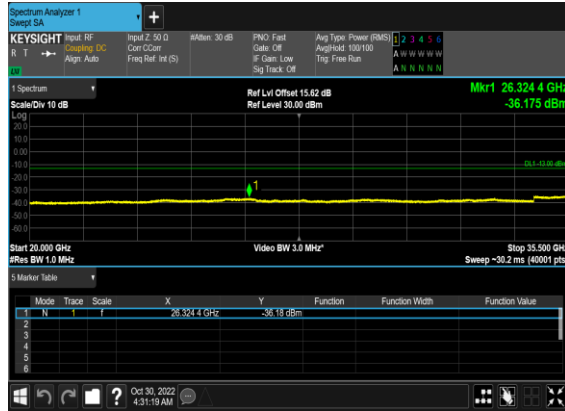 Spectrum Analyzer 1
Swept SA
+
KEYSIGHT Input: RF Input Z: 50 Ω #Atten: 30 dB PNO: Fast Avg Type: Power (RMS) 1 2 3 4 5 6
R T Coupling: DC Corr CCorr Gate: Off Avg|Hold: 100/100 A W W W W W
Align: Auto Freq Ref: Int (S) IF Gain: Low Trig: Free Run
Sig Track: Off A N N N N N
1 Spectrum Ref Lvl Offset 15.62 dB Mkr1 26.324 4 GHz
Scale/Div 10 dB Ref Level 30.00 dBm -36.175 dBm
Log
20.0
10.0
0.00
-10.0 DL1 -13.00 dBm
-20.0
-30.0 1
-40.0
-50.0
-60.0
Start 20.000 GHz Video BW 3.0 MHz* Stop 35.500 GHz
#Res BW 1.0 MHz Sweep ~30.2 ms (40001 pts)
5 Marker Table
Mode Trace Scale X Y Function Function Width Function Value
1 N 1 f 26.324 4 GHz -36.18 dBm
2
3
4
5
6
? Oct 30, 2022
4:31:19 AM